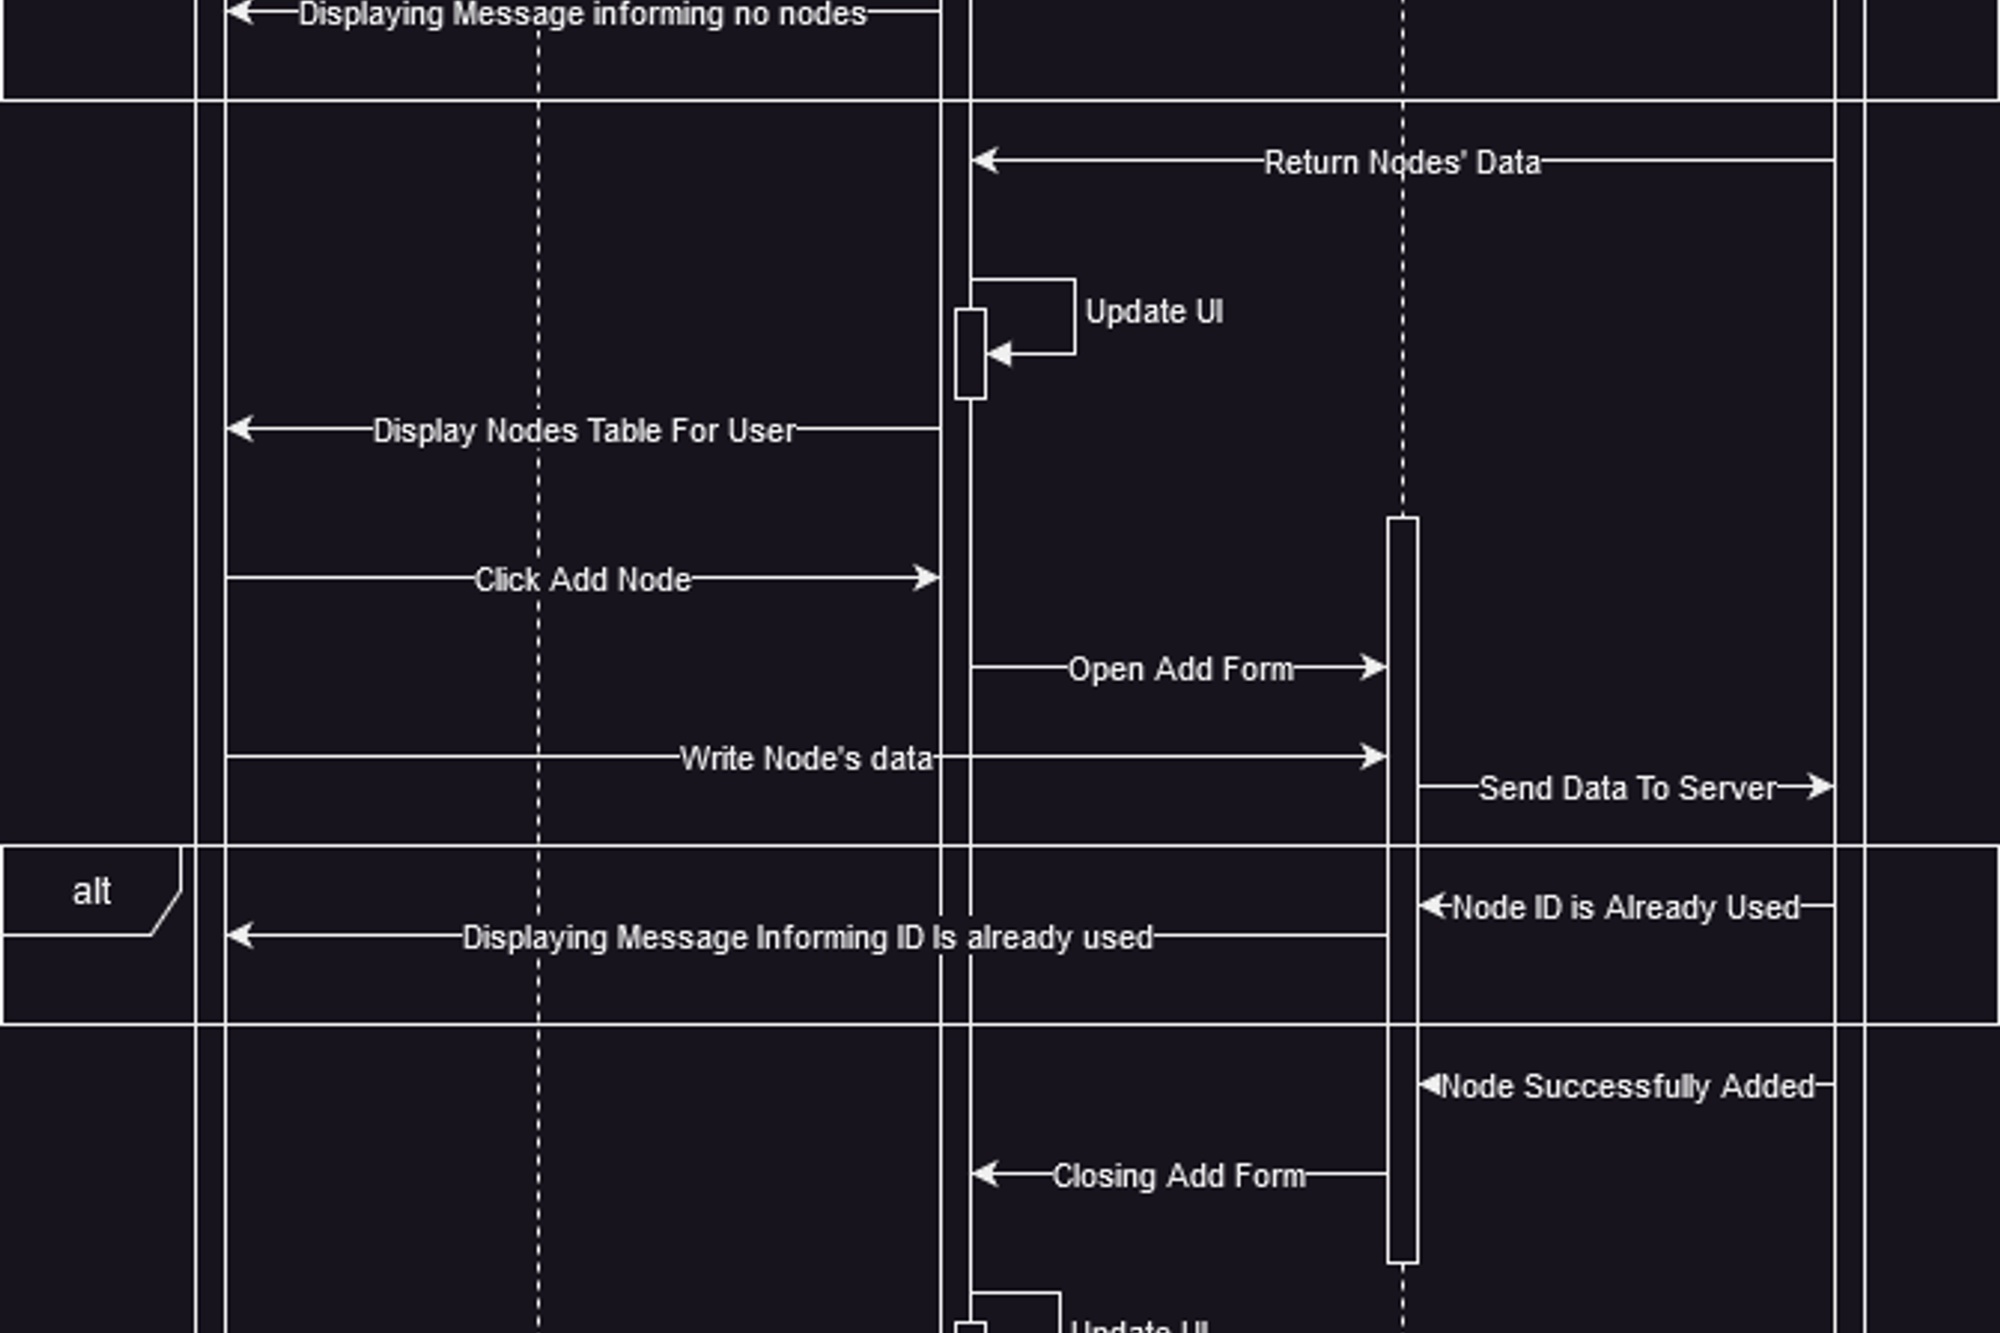 Displaying Message informing no nodes
Return Nodes' Data
Update UI
Display Nodes Table For User
Click Add Node
Open Add Form
Write Node's data
Send Data To Server
alt
Node ID is Already Used
Displaying Message Informing ID Is already used
Node Successfully Added
Closing Add Form
Update UI